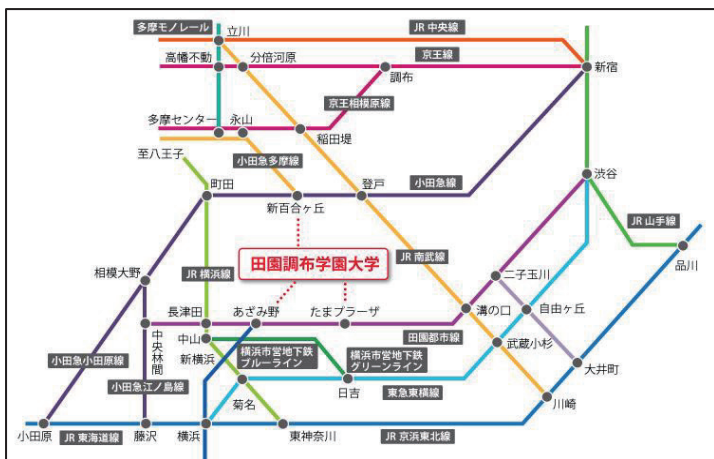 多摩モノレール
立川
JR 中央線
高幡不動
分倍河原
京王線
新宿
調布
京王相模原線
多摩センター
永山
稲田堤
至八王子
小田急多摩線
町田
登戸
小田急線
渋谷
新百合ヶ丘
JR 山手線
田園調布学園大学
JR 南武線
品川
相模大野
JR 横浜線
二子玉川
長津田
あざみ野
たまプラーザ
溝の口
自由ヶ丘
中央林間
中山
田園都市線
武蔵小杉
小田急小田原線
新横浜
横浜市営地下鉄
ブルーライン
横浜市営地下鉄
グリーンライン
大井町
小田急江ノ島線
菊名
日吉
東急東横線
川崎
小田原
JR 東海道線
藤沢
横浜
東神奈川
JR 京浜東北線